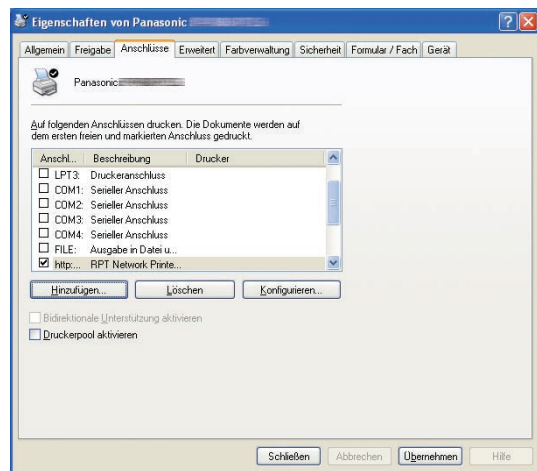 Eigenschaften von Panasonic
Allgemein Freigabe Anschlüsse Erweitert Farbverwaltung Sicherheit Formular / Fach Gerät
Panasonic
Auf folgenden Anschlüssen drucken. Die Dokumente werden auf
dem ersten freien und markierten Anschluss gedruckt.
Anschl... Beschreibung Drucker
LPT3: Druckeranschluss
COM1: Serieller Anschluss
COM2: Serieller Anschluss
COM3: Serieller Anschluss
COM4: Serieller Anschluss
FILE: Ausgabe in Datei u...
http:... RPT Network Printe...
Hinzufügen... Löschen Konfigurieren...
Bidirektionale Unterstützung aktivieren
Druckerpool aktivieren
Schließen Abbrechen Übernehmen Hilfe